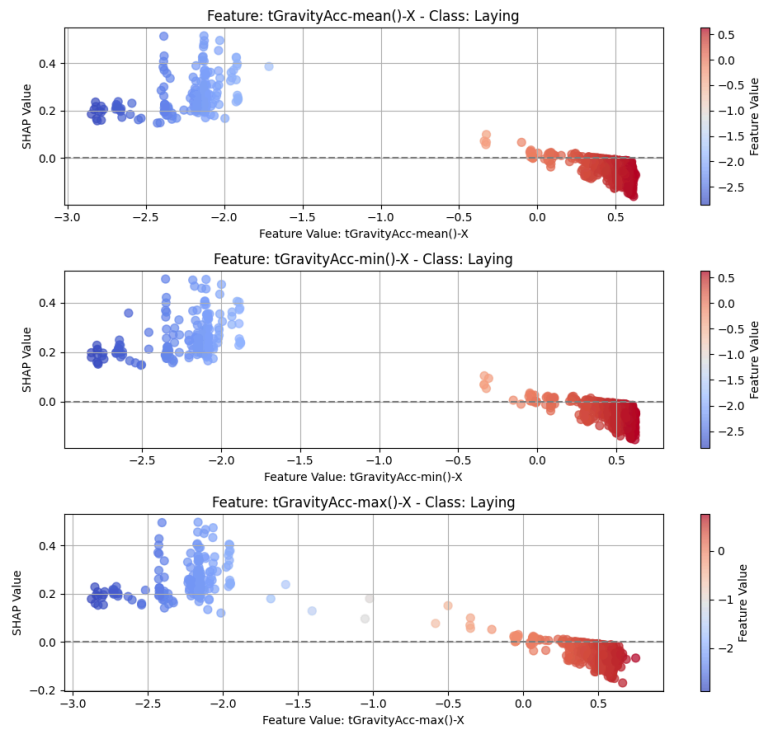 Feature: tGravityAcc-mean()-X - Class: Laying
0.4
0.2
0.0
SHAP Value
−3.0 −2.5 −2.0 −1.5 −1.0 −0.5 0.0 0.5
Feature Value: tGravityAcc-mean()-X
0.5
0.0
−0.5
−1.0
−1.5
−2.0
−2.5
Feature Value
Feature: tGravityAcc-min()-X - Class: Laying
0.4
0.2
0.0
SHAP Value
−2.5 −2.0 −1.5 −1.0 −0.5 0.0 0.5
Feature Value: tGravityAcc-min()-X
0.5
0.0
−0.5
−1.0
−1.5
−2.0
−2.5
Feature Value
Feature: tGravityAcc-max()-X - Class: Laying
0.4
0.2
0.0
−0.2
SHAP Value
−3.0 −2.5 −2.0 −1.5 −1.0 −0.5 0.0 0.5
Feature Value: tGravityAcc-max()-X
0
−1
−2
Feature Value